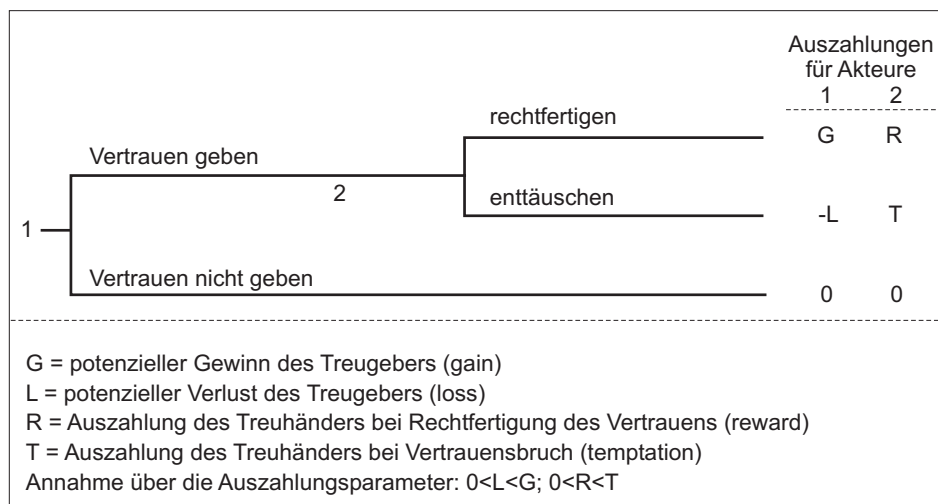 Auszahlungen
für Akteure
1 2
rechtfertigen
G R
Vertrauen geben
2
enttäuschen
-L T
1
Vertrauen nicht geben
0 0
G = potenzieller Gewinn des Treugebers (gain)
L = potenzieller Verlust des Treugebers (loss)
R = Auszahlung des Treuhänders bei Rechtfertigung des Vertrauens (reward)
T = Auszahlung des Treuhänders bei Vertrauensbruch (temptation)
Annahme über die Auszahlungsparameter: 0<L<G; 0<R<T